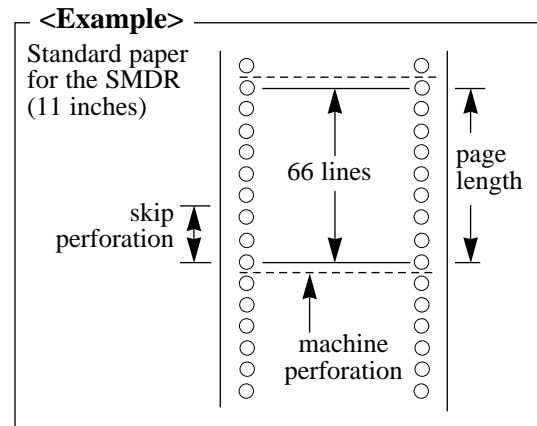 <Example>
Standard paper
for the SMDR
(11 inches)
66 lines
page
length
skip
perforation
machine
perforation